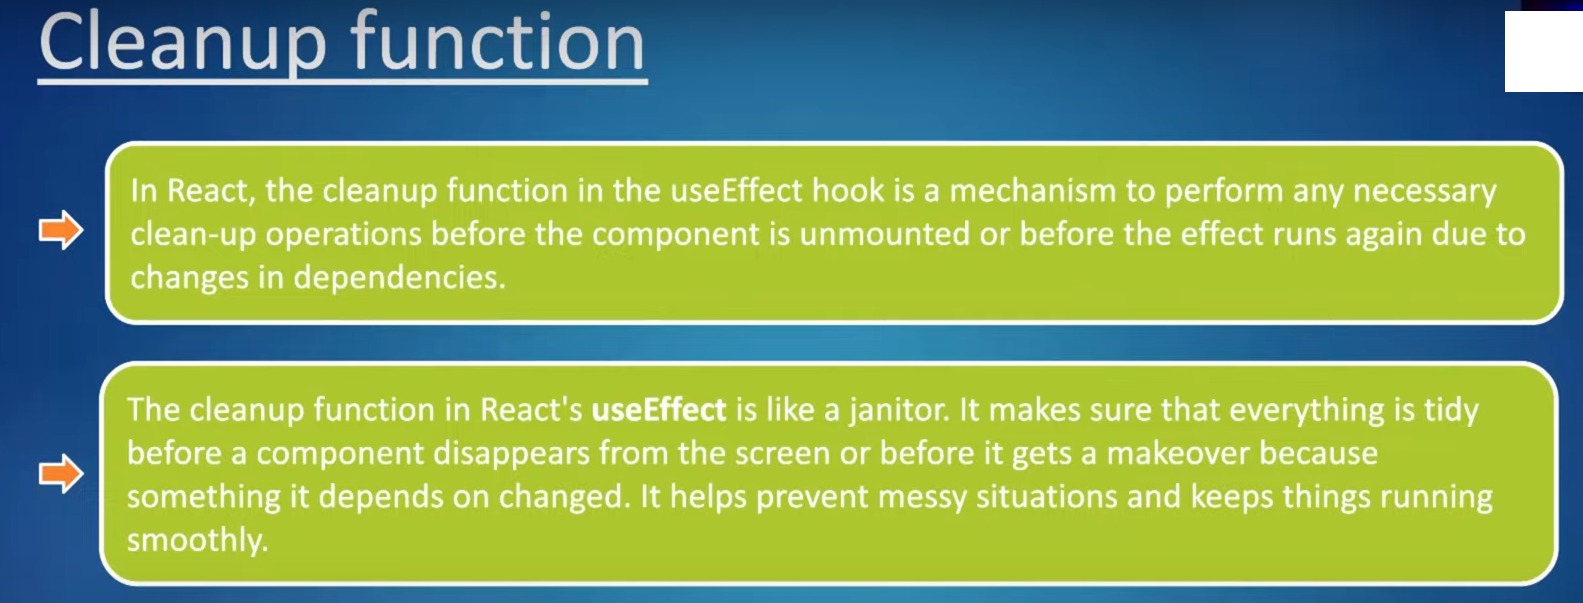 Cleanup function
In React, the cleanup function in the useEffect hook is a mechanism to perform any necessary
clean-up operations before the component is unmounted or before the effect runs again due to
changes in dependencies.
The cleanup function in React's useEffect is like a janitor. It makes sure that everything is tidy
before a component disappears from the screen or before it gets a makeover because
something it depends on changed. It helps prevent messy situations and keeps things running
smoothly.